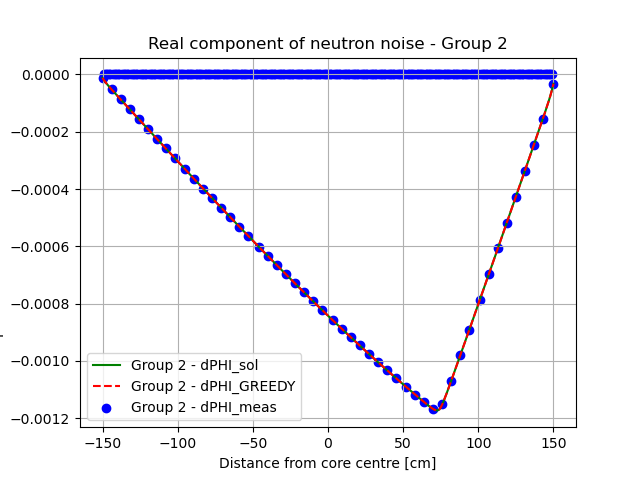 Real component of neutron noise - Group 2
0.0000
−0.0002
−0.0004
−0.0006
−0.0008
−0.0010
−0.0012
Group 2 - dPHI_sol
Group 2 - dPHI_GREEDY
Group 2 - dPHI_meas
−150
−100
−50
0
50
100
150
Distance from core centre [cm]